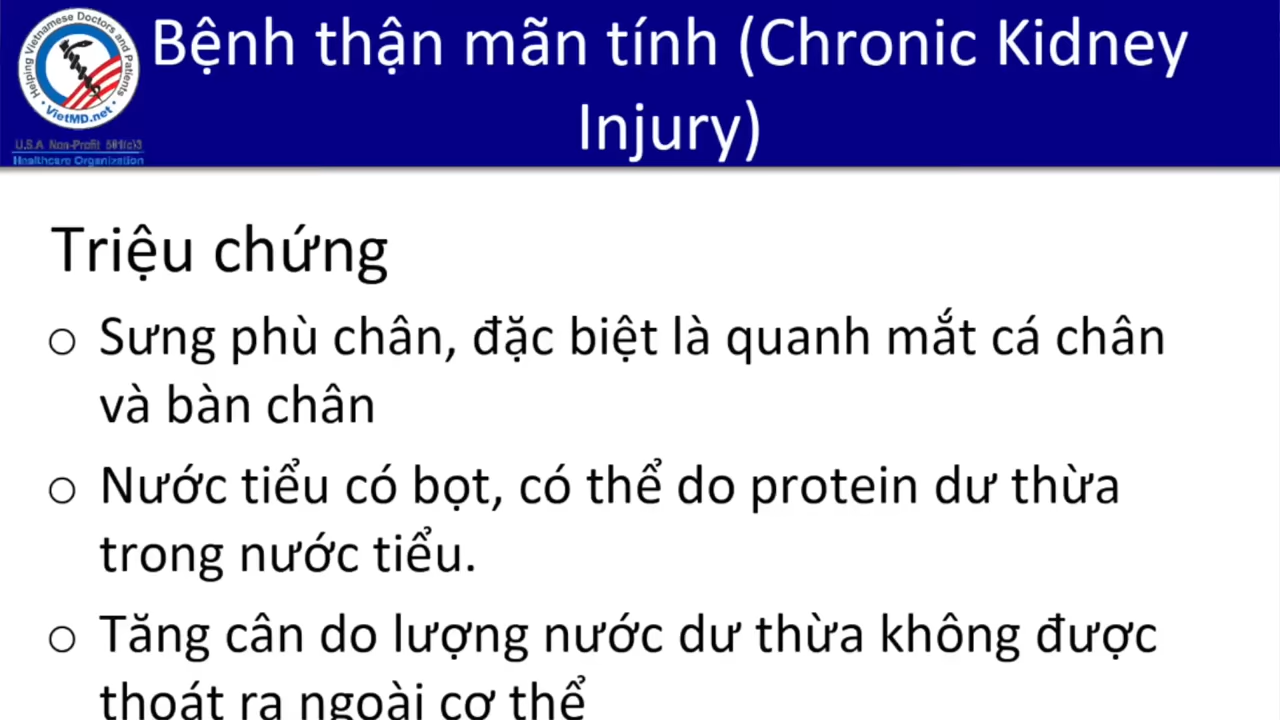 Helping Vietnamese Doctors and Patients
VietMD.net
U.S.A Non-Profit 501(c)3
Healthcare Organization
Bệnh thận mãn tính (Chronic Kidney
Injury)
Triệu chứng
o Sưng phù chân, đặc biệt là quanh mắt cá chân
và bàn chân
o Nước tiểu có bọt, có thể do protein dư thừa
trong nước tiểu.
o Tăng cân do lượng nước dư thừa không được
thoát ra ngoài cơ thể